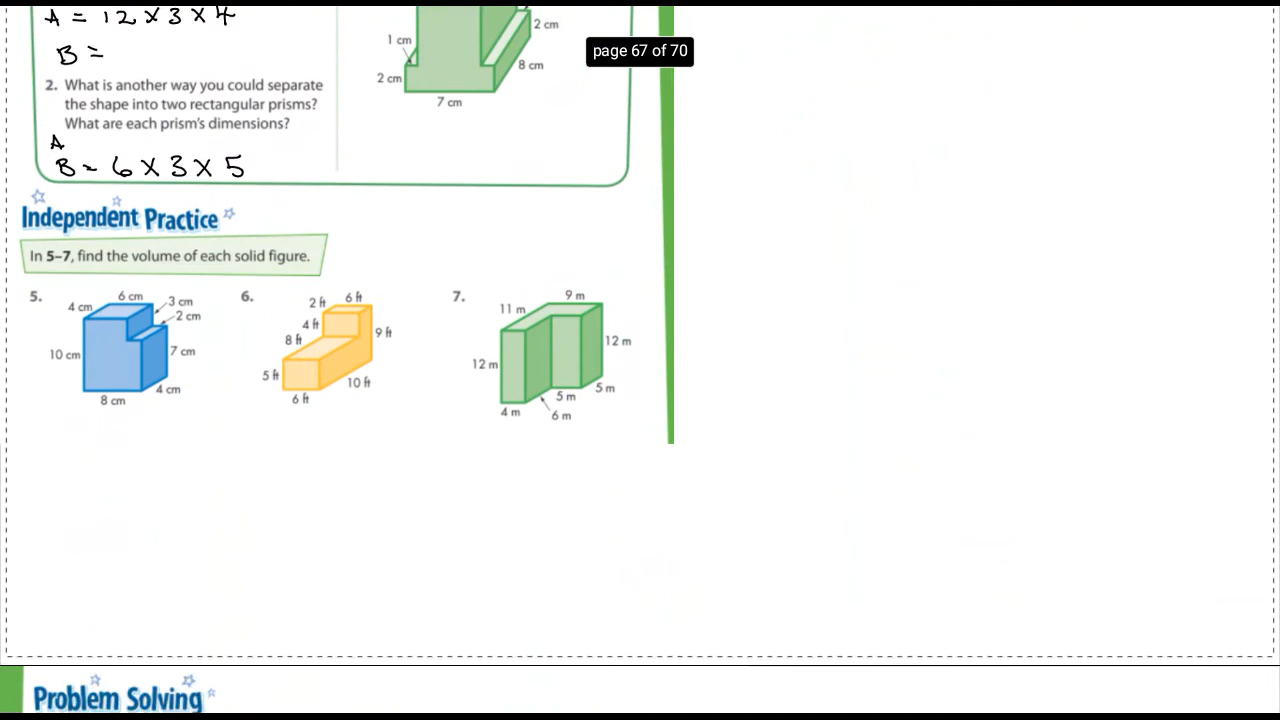 A = 12 x 3 x 4
B =
1 cm
2 cm
2 cm
8 cm
7 cm
page 67 of 70
2. What is another way you could separate
the shape into two rectangular prisms?
What are each prism's dimensions?
A
B = 6 x 3 x 5
Independent Practice
In 5–7, find the volume of each solid figure.
5.
6 cm
4 cm
3 cm
2 cm
10 cm
7 cm
4 cm
8 cm
6.
2 ft
6 ft
4 ft
9 ft
8 ft
5 ft
10 ft
6 ft
7.
9 m
11 m
12 m
12 m
5 m
5 m
4 m
6 m
Problem Solving